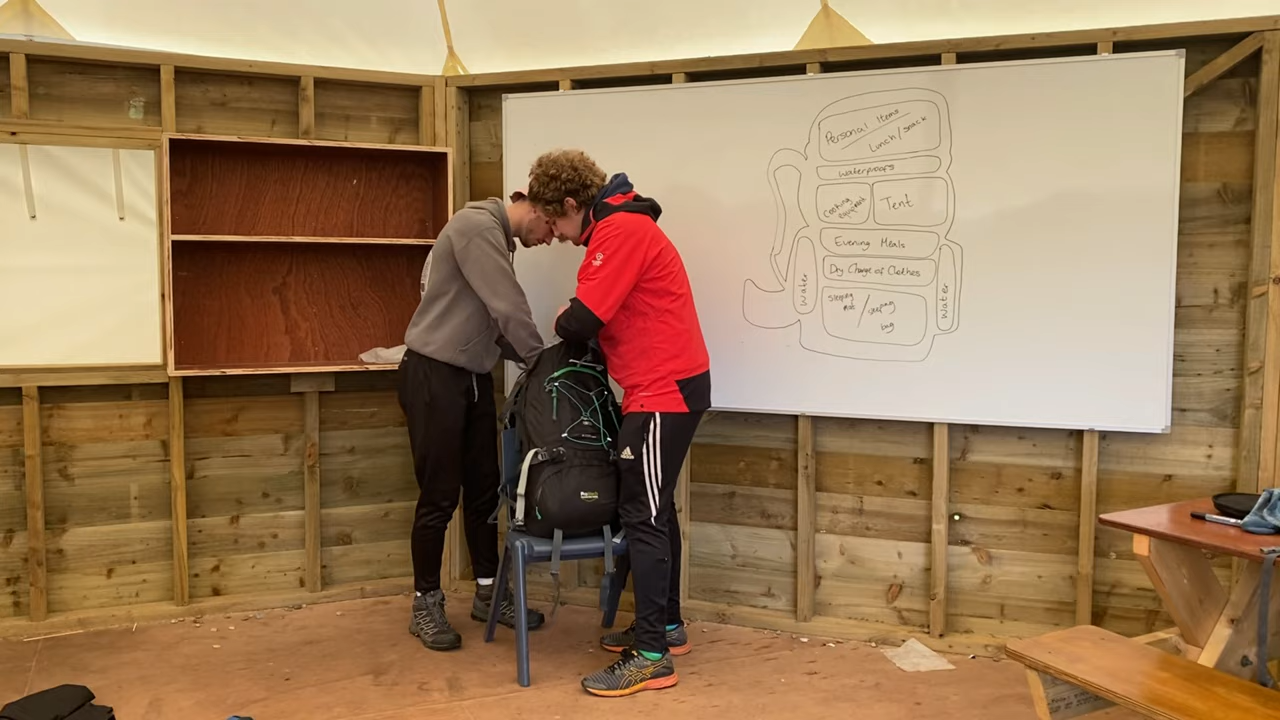 Personal Items
Lunch/snack
Waterproofs
Cooking
equipment
Tent
Evening Meals
Dry Change of Clothes
Water
Sleeping
mat
/
sleeping
bag
Water
adidas